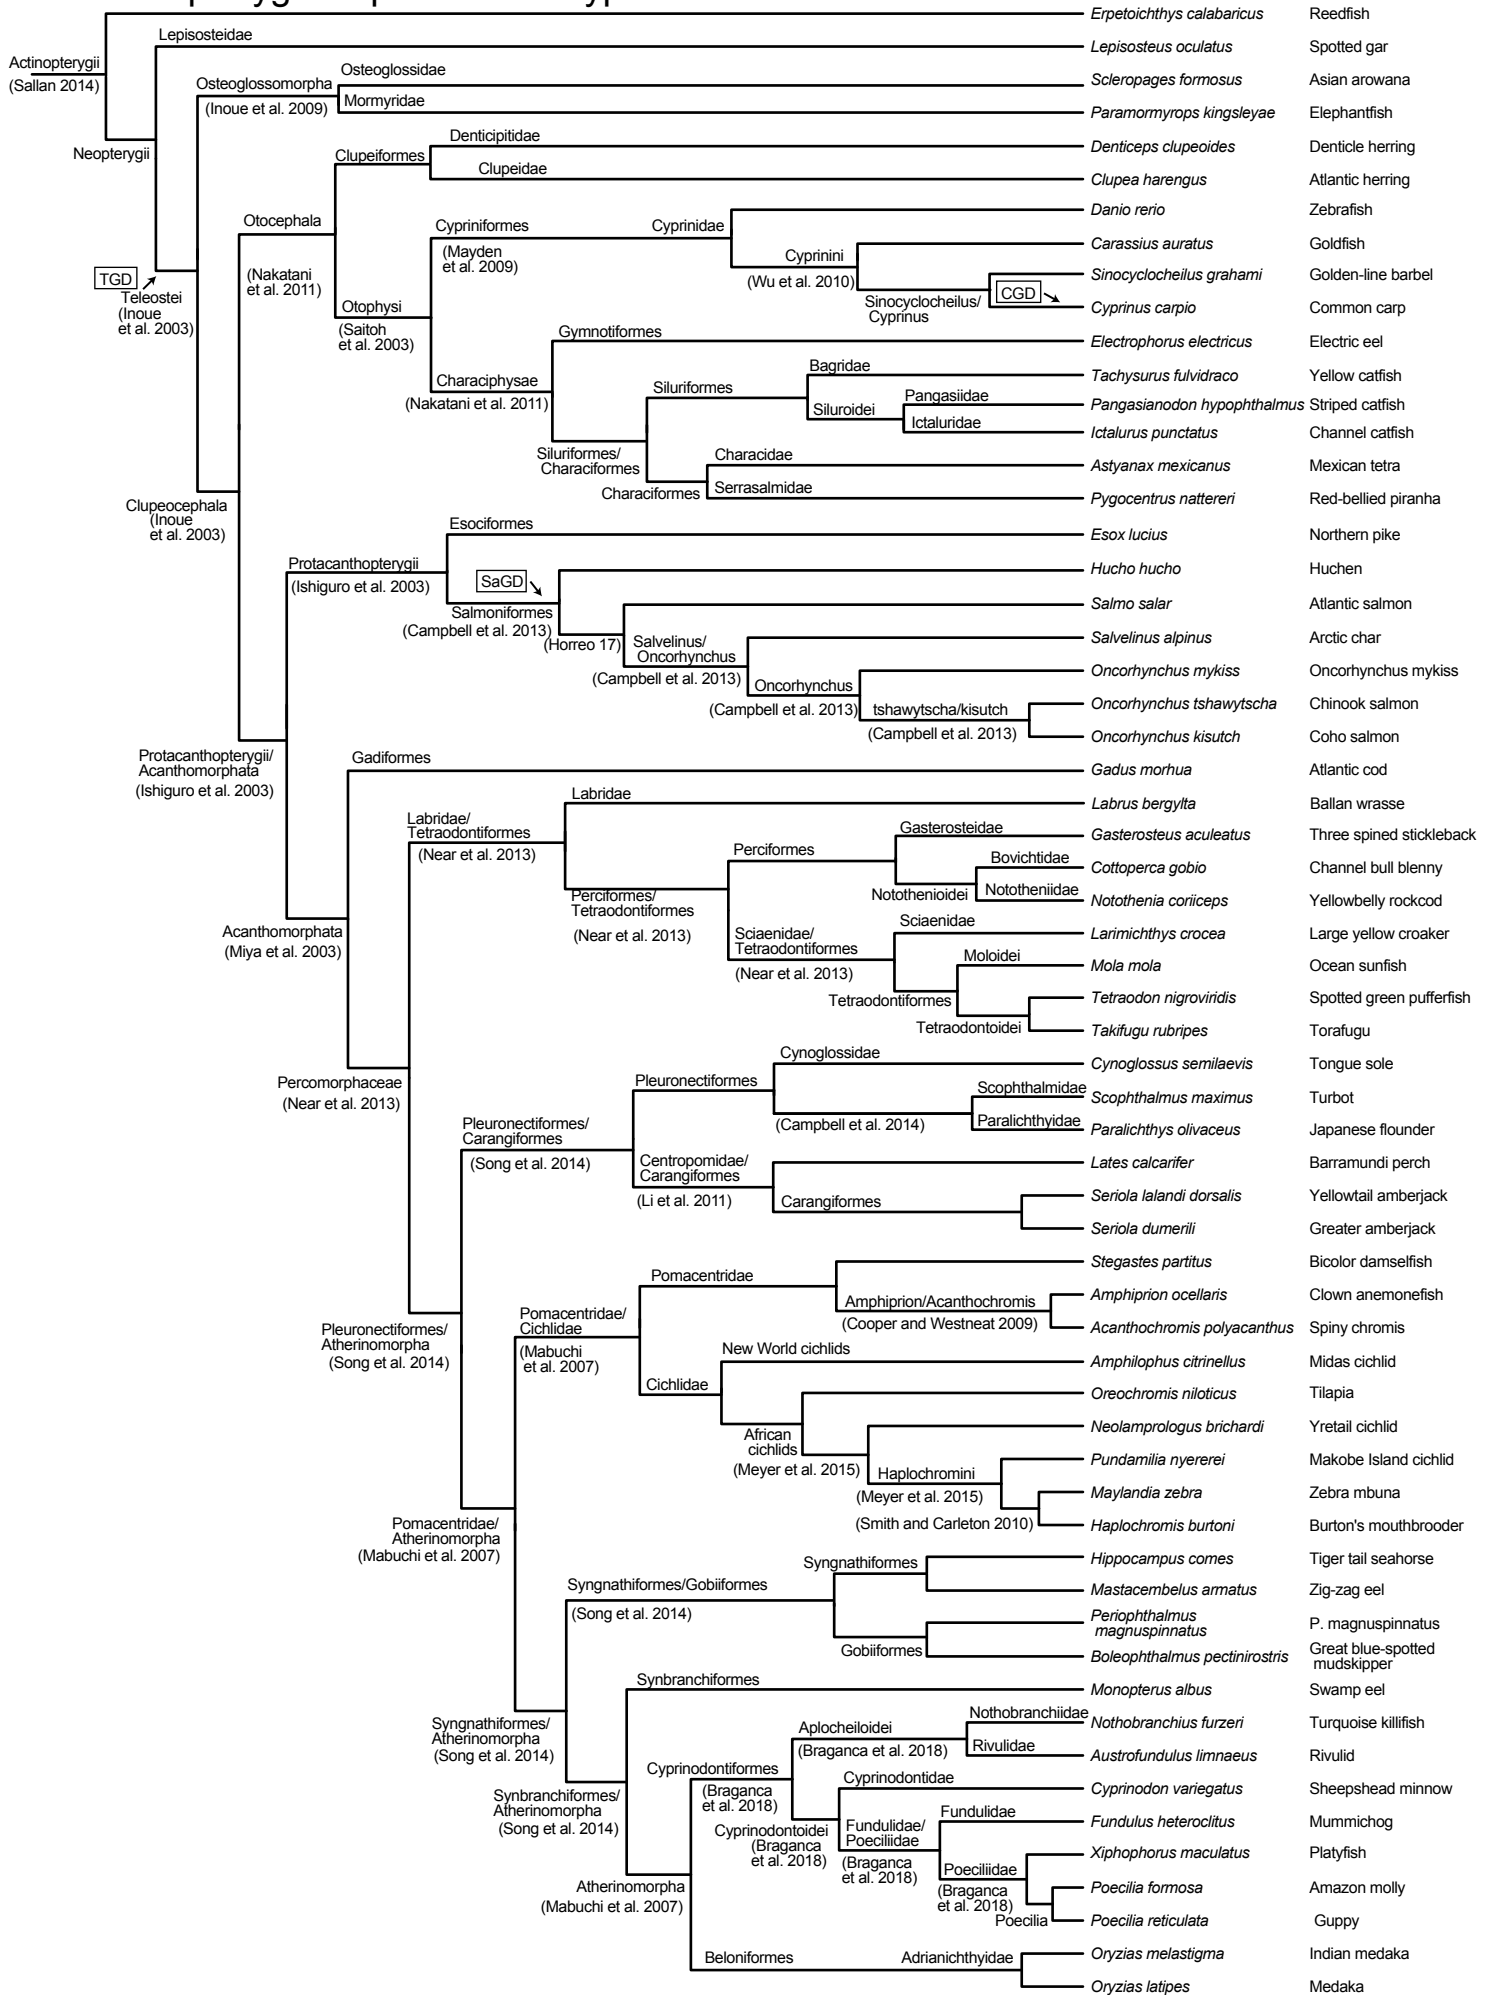 Erpetoichthys calabaricus Reedfish
Lepisosteidae
Lepisosteus oculatus Spotted gar
Actinopterygii
(Sallan 2014)
Osteoglossidae
Osteoglossomorpha
Scleropages formosus Asian arowana
(Inoue et al. 2009)
Mormyridae
Paramormyrops kingsleyae Elephantfish
Neopterygii
Denticipitidae
Denticeps clupeoides Denticle herring
Clupeiformes
Clupeidae
Clupea harengus Atlantic herring
Otocephala
Danio rerio Zebrafish
Cypriniformes
Cyprinidae
(Mayden
et al. 2009)
Carassius auratus Goldfish
Cyprinini
(Wu et al. 2010)
Sinocyclocheilus grahami Golden-line barbel
TGD
Teleostei
(Inoue
et al. 2003)
(Nakatani
et al. 2011)
CGD
Sinocyclocheilus/
Cyprinus
Cyprinus carpio Common carp
Otophysi
(Saitoh
et al. 2003)
Gymnotiformes
Electrophorus electricus Electric eel
Characiphysae
(Nakatani et al. 2011)
Bagridae
Tachysurus fulvidraco Yellow catfish
Siluriformes
Pangasiidae
Pangasianodon hypophthalmus Striped catfish
Siluroidei
Ictaluridae
Ictalurus punctatus Channel catfish
Siluriformes/
Characiformes
Characidae
Astyanax mexicanus Mexican tetra
Characiformes
Serrasalmidae
Pygocentrus nattereri Red-bellied piranha
Clupeocephala
(Inoue
et al. 2003)
Esociformes
Esox lucius Northern pike
Protacanthopterygii
(Ishiguro et al. 2003)
SaGD
Hucho hucho Huchen
Salmoniformes
(Campbell et al. 2013)
Salmo salar Atlantic salmon
(Horreo 17)
Salvelinus/
Oncorhynchus
(Campbell et al. 2013)
Salvelinus alpinus Arctic char
Oncorhynchus mykiss Oncorhynchus mykiss
Oncorhynchus
(Campbell et al. 2013)
tshawytscha/kisutch
(Campbell et al. 2013)
Oncorhynchus tshawytscha Chinook salmon
Oncorhynchus kisutch Coho salmon
Protacanthopterygii/
Acanthomorphata
(Ishiguro et al. 2003)
Gadiformes
Gadus morhua Atlantic cod
Labridae
Labrus bergylta Ballan wrasse
Labridae/
Tetraodontiformes
(Near et al. 2013)
Gasterosteidae
Gasterosteus aculeatus Three spined stickleback
Perciformes
Bovichtidae
Cottoperca gobio Channel bull blenny
Notothenioidei
Nototheniidae
Notothenia coriiceps Yellowbelly rockcod
Perciformes/
Tetraodontiformes
(Near et al. 2013)
Sciaenidae
Larimichthys crocea Large yellow croaker
Sciaenidae/
Tetraodontiformes
(Near et al. 2013)
Moloidei
Mola mola Ocean sunfish
Tetraodontiformes
Tetraodon nigroviridis Spotted green pufferfish
Tetraodontoidei
Takifugu rubripes Torafugu
Acanthomorphata
(Miya et al. 2003)
Cynoglossidae
Cynoglossus semilaevis Tongue sole
Percomorphaceae
(Near et al. 2013)
Pleuronectiformes
Scophthalmidae
Scophthalmus maximus Turbot
Pleuronectiformes/
Carangiformes
(Song et al. 2014)
(Campbell et al. 2014)
Paralichthyidae
Paralichthys olivaceus Japanese flounder
Centropomidae/
Carangiformes
(Li et al. 2011)
Lates calcarifer Barramundi perch
Carangiformes
Seriola lalandi dorsalis Yellowtail amberjack
Seriola dumerili Greater amberjack
Stegastes partitus Bicolor damselfish
Pomacentridae
Amphiprion/Acanthochromis
(Cooper and Westneat 2009)
Amphiprion ocellaris Clown anemonefish
Acanthochromis polyacanthus Spiny chromis
Pomacentridae/
Cichlidae
(Mabuchi
et al. 2007)
Pleuronectiformes/
Atherinomorpha
(Song et al. 2014)
New World cichlids
Amphilophus citrinellus Midas cichlid
Cichlidae
Oreochromis niloticus Tilapia
African
cichlids
(Meyer et al. 2015)
Neolamprologus brichardi Yretail cichlid
Pundamilia nyererei Makobe Island cichlid
Haplochromini
(Meyer et al. 2015)
Maylandia zebra Zebra mbuna
(Smith and Carleton 2010)
Haplochromis burtoni Burton's mouthbrooder
Pomacentridae/
Atherinomorpha
(Mabuchi et al. 2007)
Syngnathiformes
Hippocampus comes Tiger tail seahorse
Syngnathiformes/Gobiiformes
(Song et al. 2014)
Mastacembelus armatus Zig-zag eel
Periophthalmus
magnuspinnatus P. magnuspinnatus
Gobiiformes
Boleophthalmus pectinirostris Great blue-spotted
mudskipper
Synbranchiformes
Monopterus albus Swamp eel
Syngnathiformes/
Atherinomorpha
(Song et al. 2014)
Nothobranchiidae
Nothobranchius furzeri Turquoise killifish
Aplocheiloidei
(Braganca et al. 2018)
Rivulidae
Austrofundulus limnaeus Rivulid
Cyprinodontiformes
(Braganca
et al. 2018)
Cyprinodontidae
Cyprinodon variegatus Sheepshead minnow
Synbranchiformes/
Atherinomorpha
(Song et al. 2014)
Cyprinodontoidei
(Braganca
et al. 2018)
Fundulidae
Fundulus heteroclitus Mummichog
Fundulidae/
Poeciliidae
(Braganca
et al. 2018)
Xiphophorus maculatus Platyfish
Poeciliidae
(Braganca
et al. 2018)
Poecilia formosa Amazon molly
Poecilia
Poecilia reticulata Guppy
Atherinomorpha
(Mabuchi et al. 2007)
Beloniformes
Adrianichthyidae
Oryzias melastigma Indian medaka
Oryzias latipes Medaka